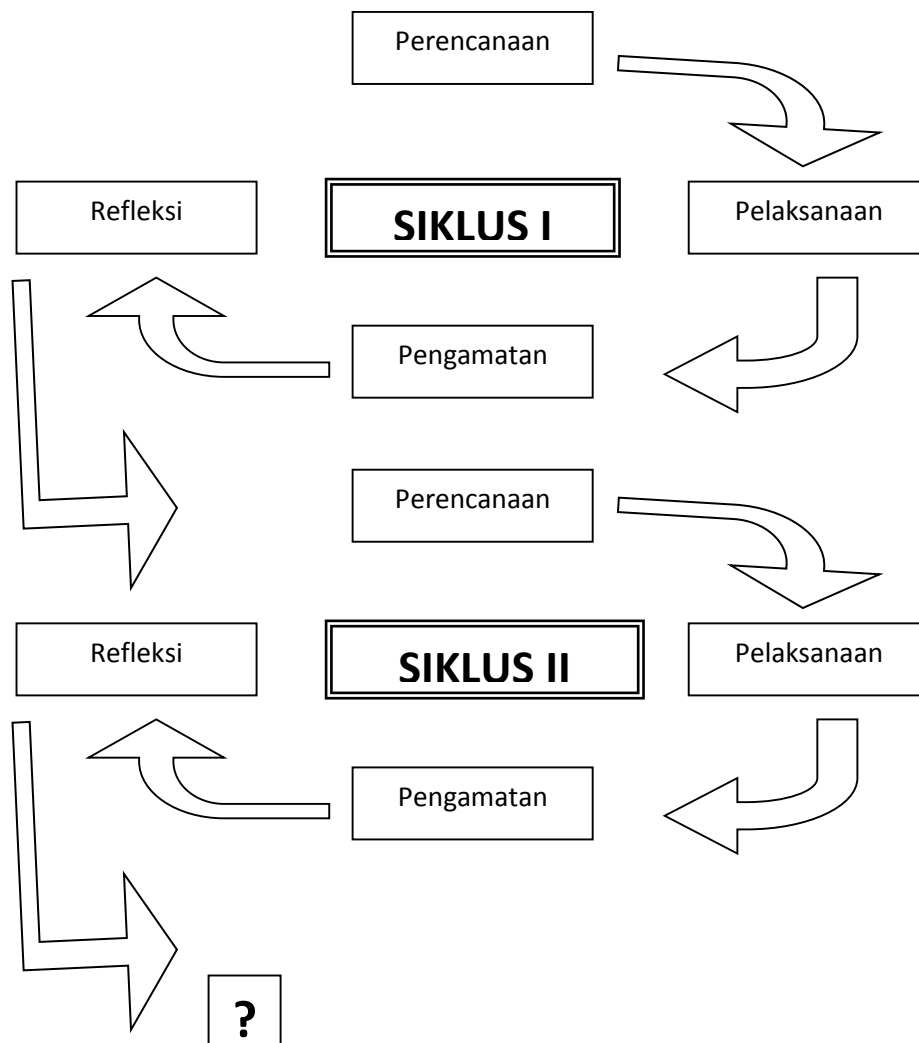 Perencanaan
Refleksi
SIKLUS I
Pelaksanaan
Pengamatan
Perencanaan
Refleksi
SIKLUS II
Pelaksanaan
Pengamatan
?